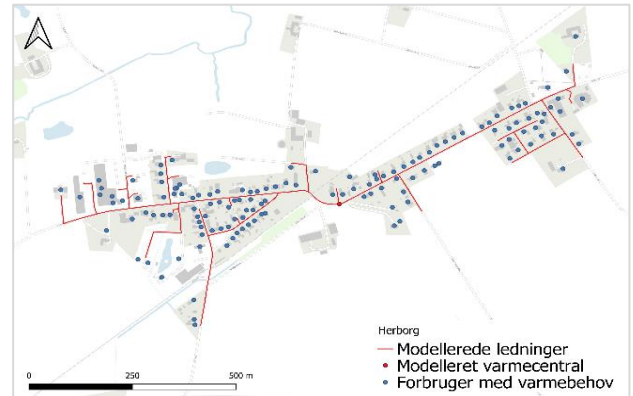 Herborg
Modellerede ledninger
Modelleret varmecentral
Forbruger med varmebehov
0 250 500 m